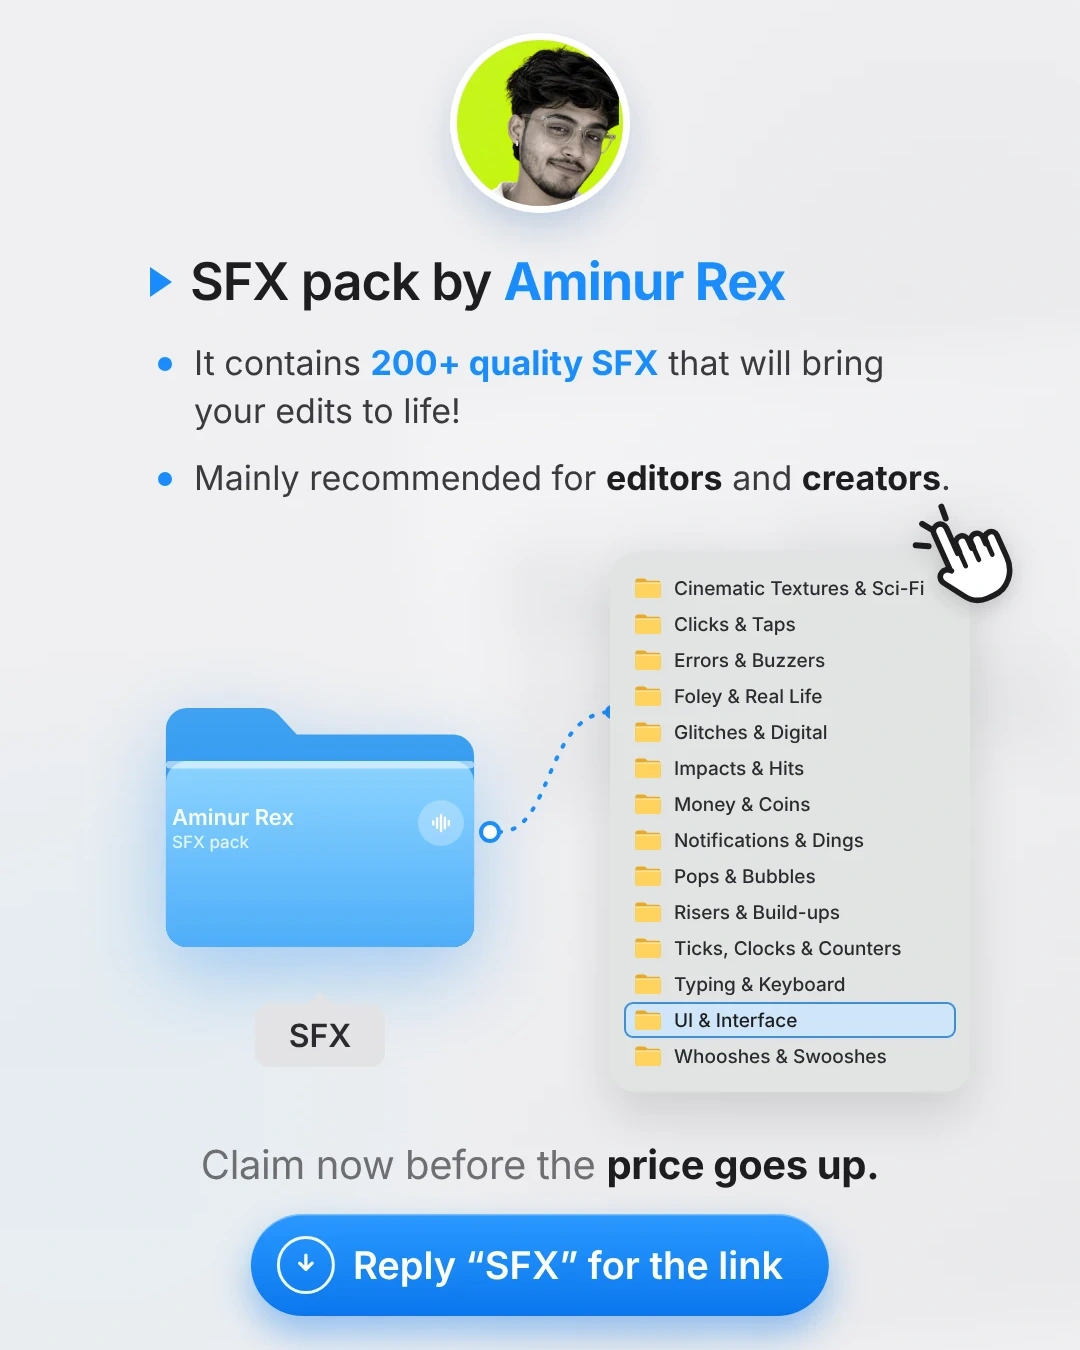 SFX pack by Aminur Rex
It contains 200+ quality SFX that will bring
your edits to life!
Mainly recommended for editors and creators.
Cinematic Textures & Sci-Fi
Clicks & Taps
Errors & Buzzers
Foley & Real Life
Glitches & Digital
Impacts & Hits
Money & Coins
Notifications & Dings
Pops & Bubbles
Risers & Build-ups
Ticks, Clocks & Counters
Typing & Keyboard
UI & Interface
Whooshes & Swooshes
Aminur Rex
SFX pack
SFX
Claim now before the price goes up.
Reply “SFX” for the link